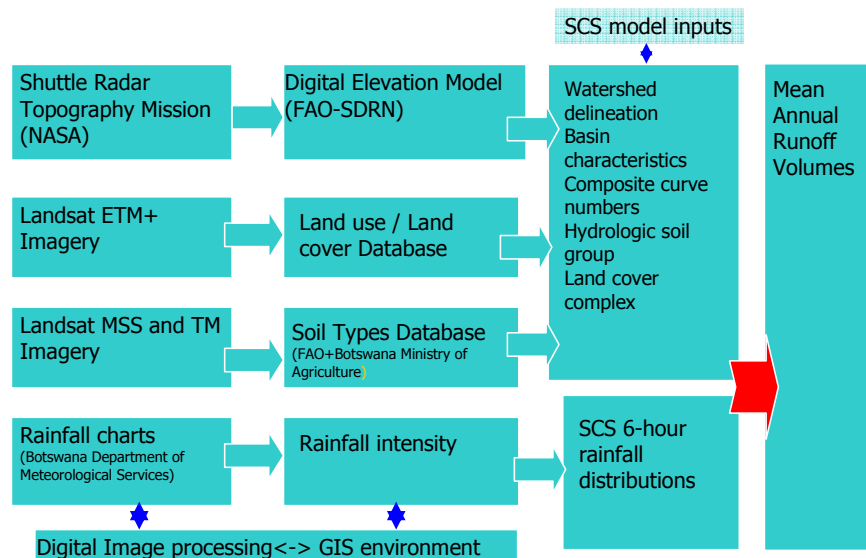 SCS model inputs
Shuttle Radar
Topography Mission
(NASA)
Digital Elevation Model
(FAO-SDRN)
Watershed
delineation
Basin
characteristics
Composite curve
numbers
Hydrologic soil
group
Land cover
complex
Mean
Annual
Runoff
Volumes
Landsat ETM+
Imagery
Land use / Land
cover Database
Landsat MSS and TM
Imagery
Soil Types Database
(FAO+Botswana Ministry of
Agriculture)
Rainfall charts
(Botswana Department of
Meteorological Services)
Rainfall intensity
SCS 6-hour
rainfall
distributions
Digital Image processing<-> GIS environment